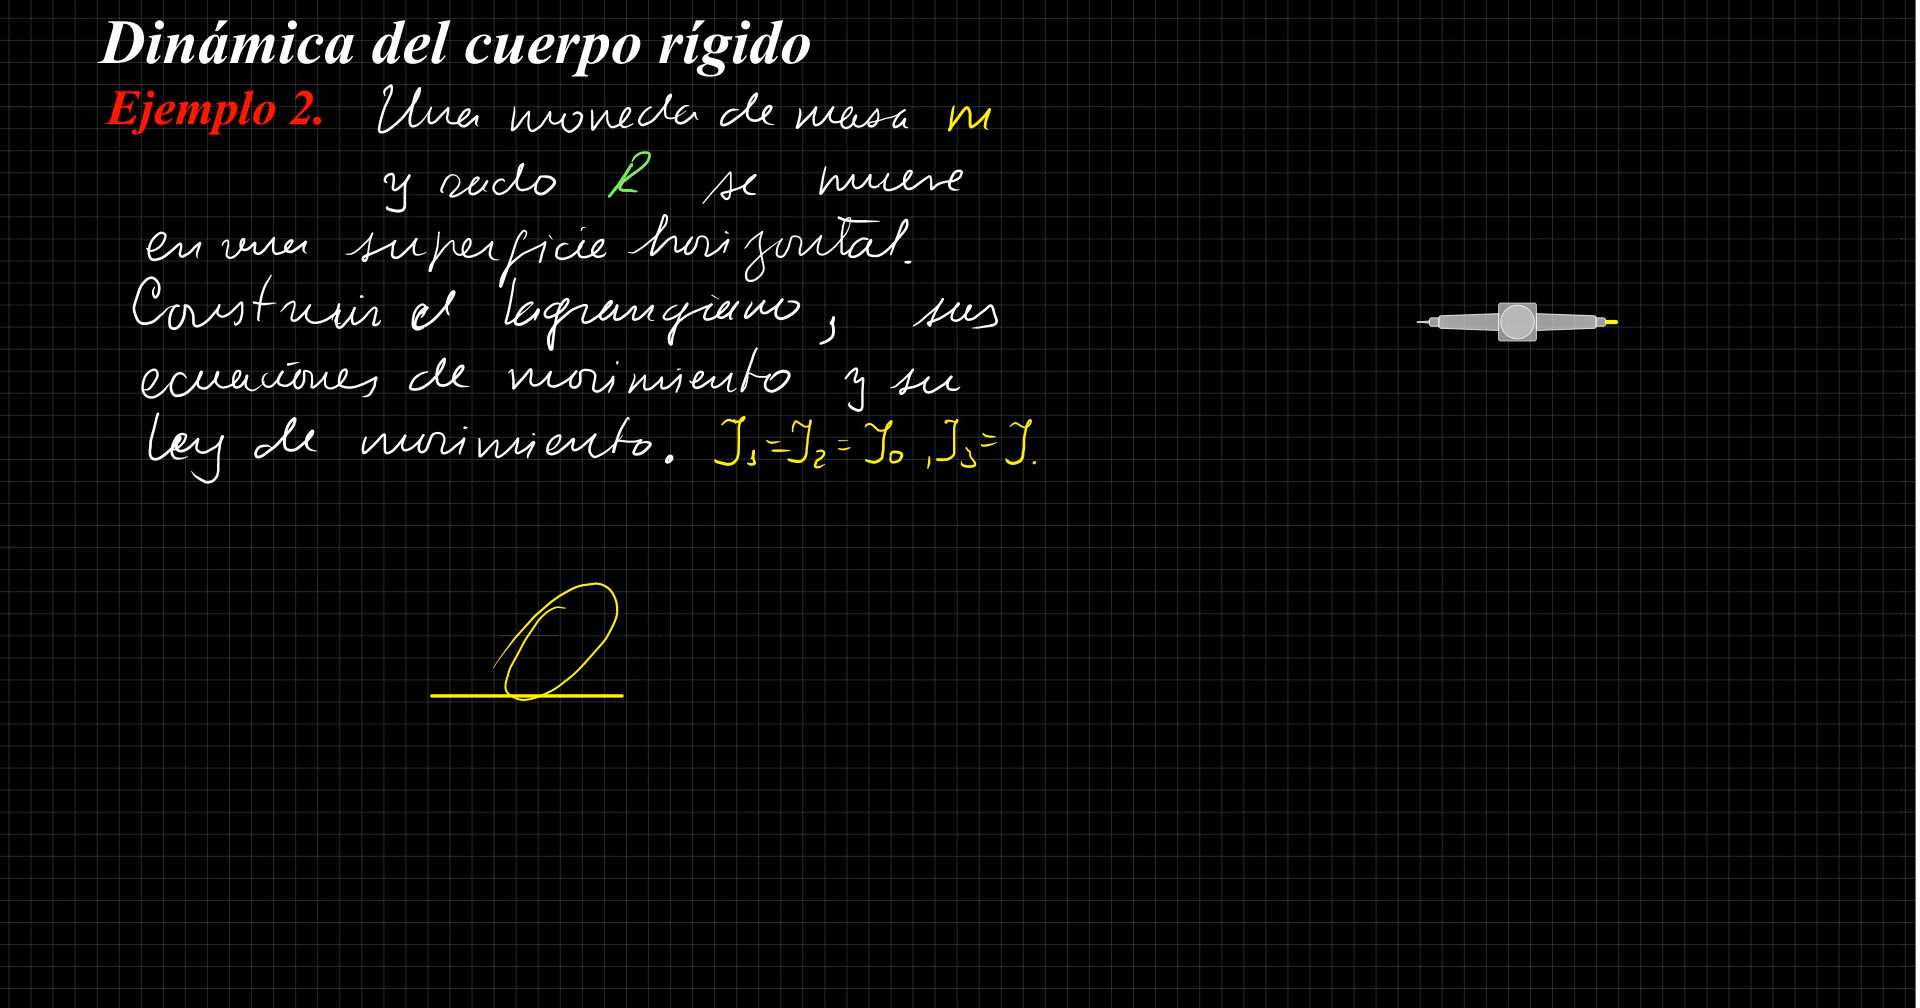 Dinámica del cuerpo rígido
Ejemplo 2. Una moneda de masa m
y radio R se mueve
en una superficie horizontal.
Construir el lagrangiano, sus
ecuaciones de movimiento y su
ley de movimiento. J₁=J₂=J₀, J₃=J.